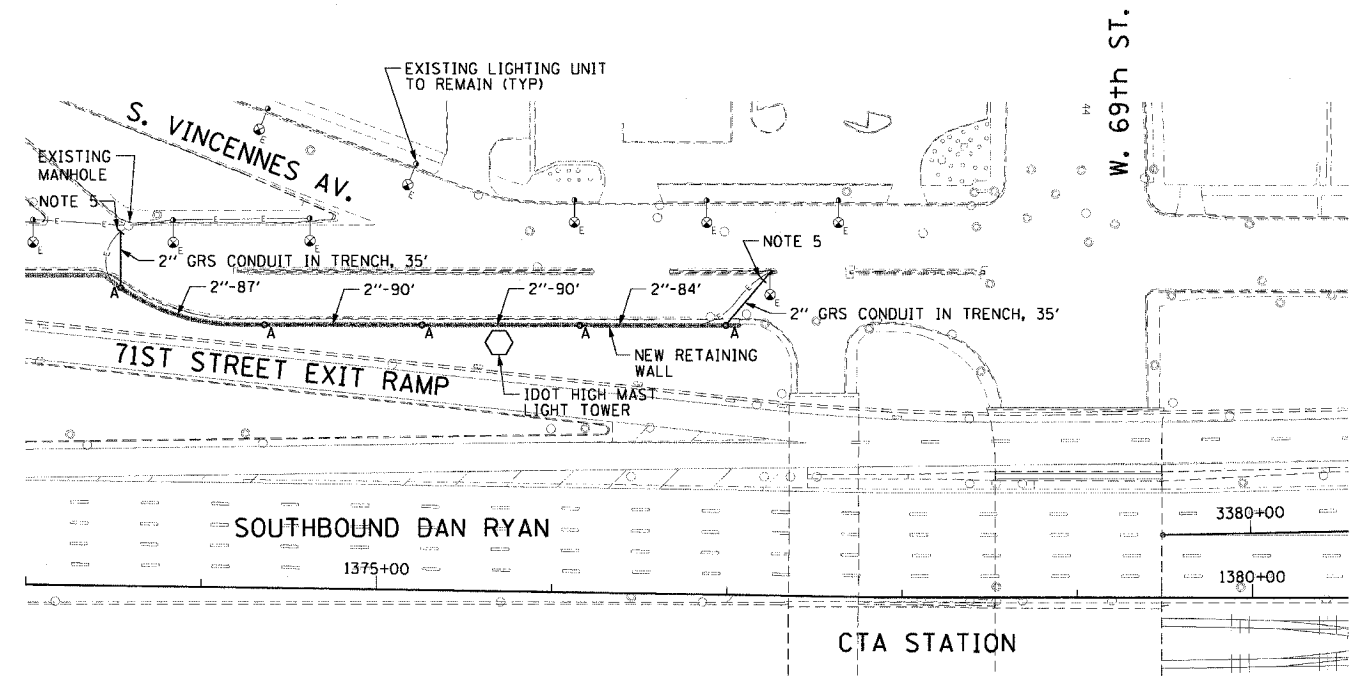 W. 69th ST.
EXISTING LIGHTING UNIT
TO REMAIN (TYP)
44
S. VINCENNES AV.
EXISTING
MANHOLE
NOTE 5
E
E
E
E
E
E
E
E
E
E
E
E
NOTE 5
2" GRS CONDUIT IN TRENCH, 35'
2"-87'
2"-90'
2"-90'
2"-84'
E
E
E
2" GRS CONDUIT IN TRENCH, 35'
A
A
A
A
A
NEW RETAINING
WALL
71ST STREET EXIT RAMP
IDOT HIGH MAST
LIGHT TOWER
SOUTHBOUND DAN RYAN
3380+00
1375+00
1380+00
CTA STATION